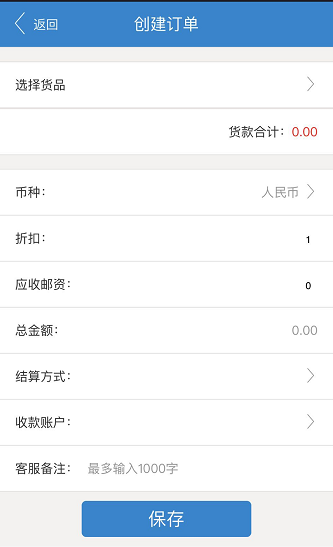 返回 创建订单
选择货品
货款合计：0.00
币种： 人民币
折扣： 1
应收邮资： 0
总金额： 0.00
结算方式：
收款账户：
客服备注： 最多输入1000字
保存